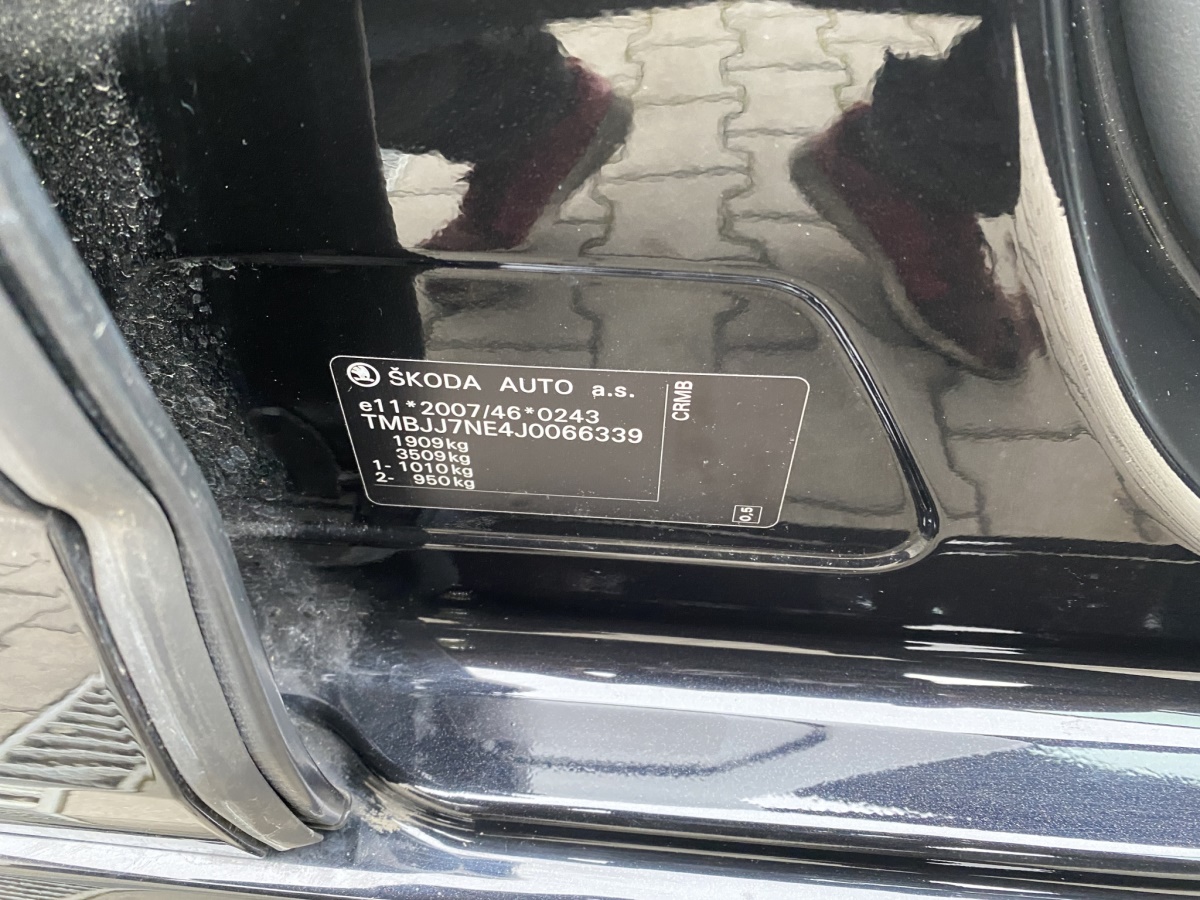 ŠKODA AUTO a.s.
e11*2007/46*0243
TMBJJ7NE4J0066339
1909kg
3509kg
1- 1010kg
2- 950kg
CRMB
0,5